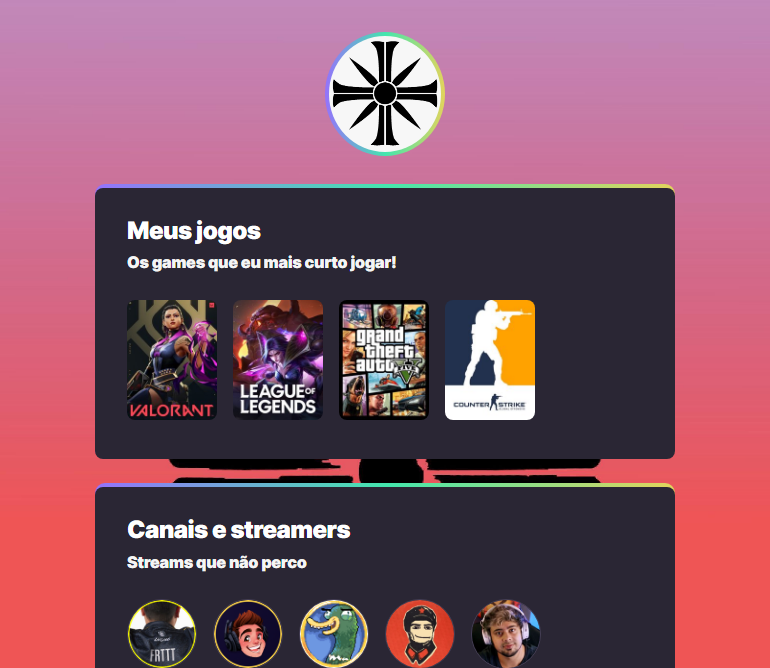 Meus jogos
Os games que eu mais curto jogar!
VALORANT
LEAGUE OF
LEGENDS
grand
theft
auto V
COUNTER STRIKE
Canais e streamers
Streams que não perco
FRTTT